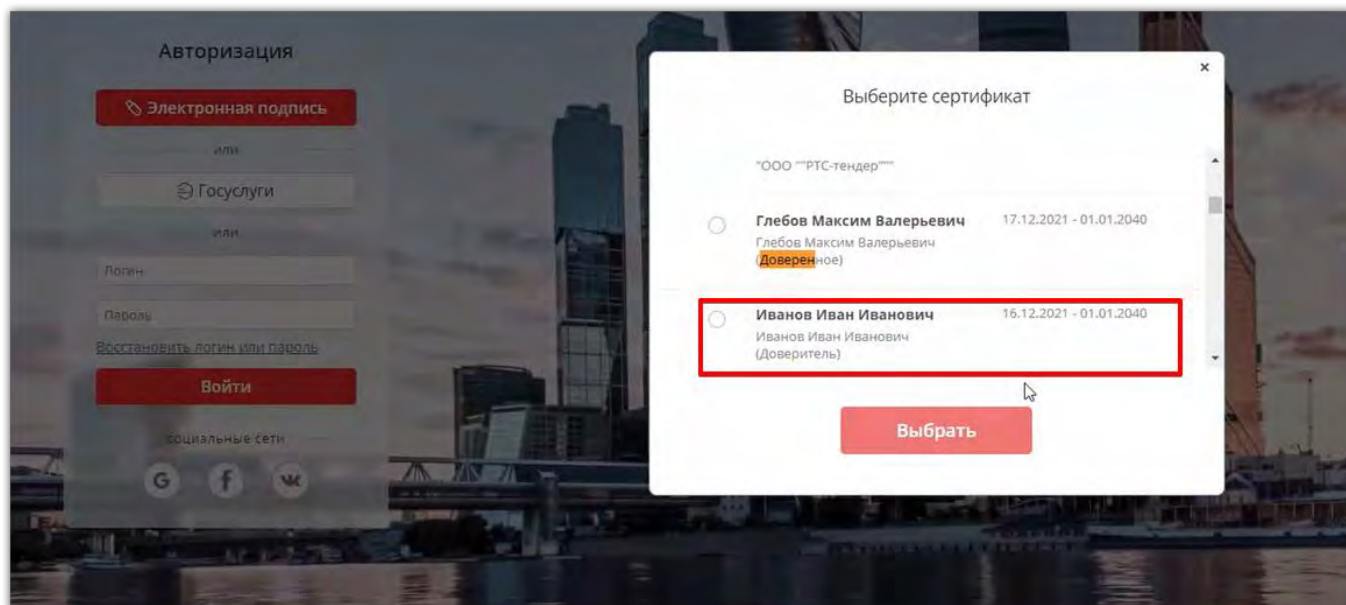 Авторизация
Электронная подпись
или
Госуслуги
или
Логин
Пароль
Восстановить логин или пароль
Войти
социальные сети
G f
×
Выберите сертификат
"ООО ""РТС-тендер"""
Глебов Максим Валерьевич 17.12.2021 - 01.01.2040
Глебов Максим Валерьевич
(Доверенное)
Иванов Иван Иванович 16.12.2021 - 01.01.2040
Иванов Иван Иванович
(Доверитель)
Выбрать